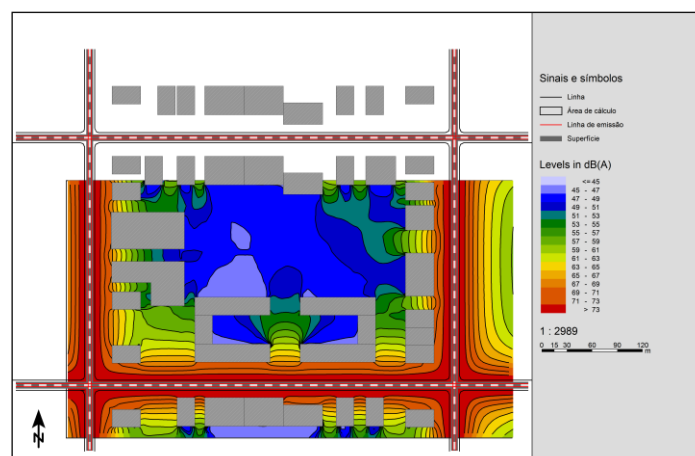 Sinais e símbolos
Linha
Área de cálculo
Linha de emissão
Superfície
Levels in dB(A)
<= 45
45 - 47
47 - 49
49 - 51
51 - 53
53 - 55
55 - 57
57 - 59
59 - 61
61 - 63
63 - 65
65 - 67
67 - 69
69 - 71
71 - 73
> 73
1 : 2989
0 15 30 60 90 120
m
N